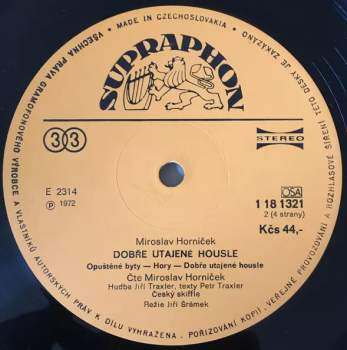 MADE IN CZECHOSLOVAKIA
VŠECHNA PRÁVA GRAMOFONOVÉHO VÝROBCE A VLASTNÍKŮ AUTORSKÝCH PRÁV K DÍLU VYHRAŽENA. POŘIZOVÁNÍ KOPIÍ, VEŘEJNÉ PROVOZOVÁNÍ A ROZHLASOVÉ ŠÍŘENÍ TÉTO DESKY JE ZAKÁZÁNO
SUPRAPHON
33
STEREO
E 2314
℗ 1972
OSA
1 18 1321
2 (4 strany)
Kčs 44,-
Miroslav Horníček
DOBŘE UTAJENÉ HOUSLE
Opuštěné byty — Hory — Dobře utajené housle
Čte Miroslav Horníček
Hudba Jiří Traxler, texty Petr Traxler
Český skiffle
Režie Jiří Šrámek